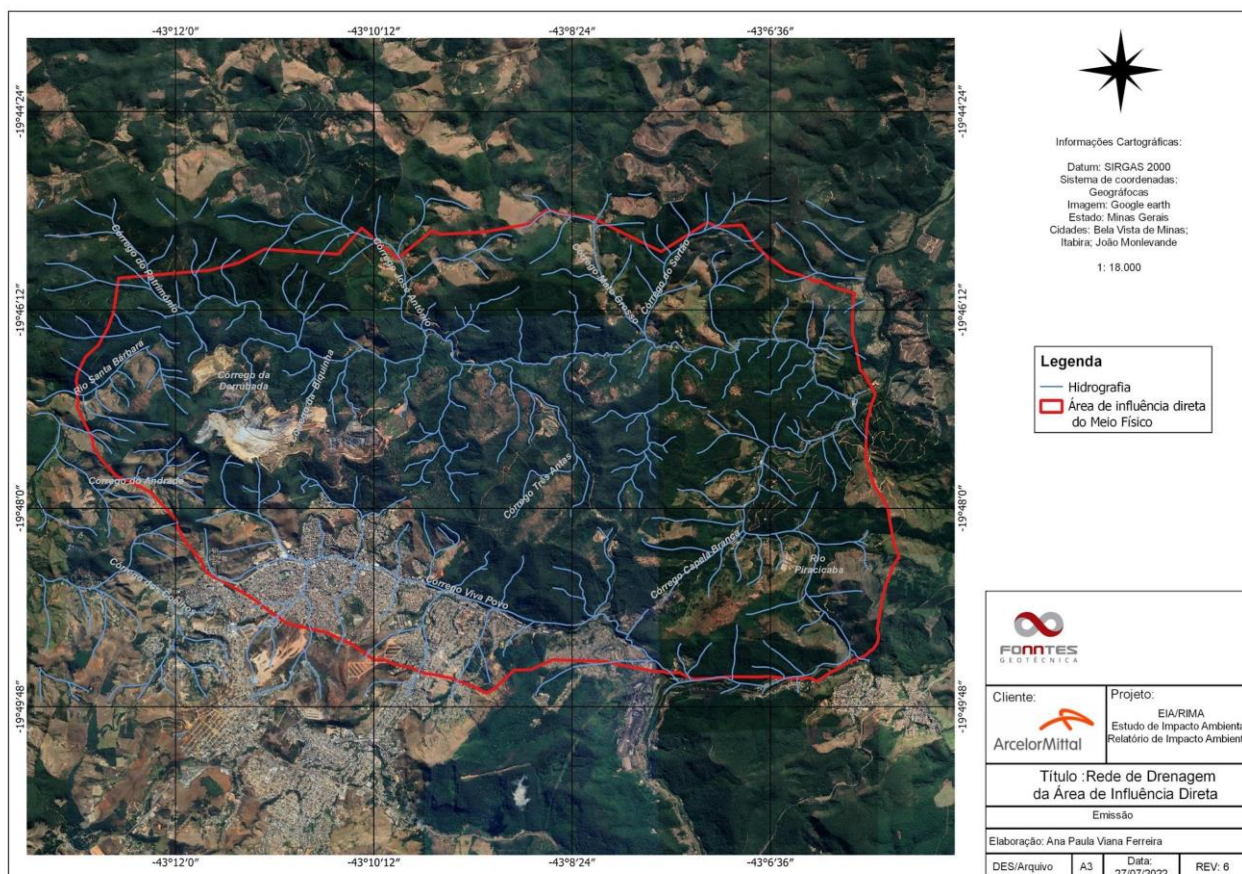 -43°12′0″ -43°10′12″ -43°8′24″ -43°6′36″
-19°44′24″ -19°44′24″
-19°46′12″ -19°46′12″
-19°48′0″ -19°48′0″
-19°49′48″ -19°49′48″
-43°12′0″ -43°10′12″ -43°8′24″ -43°6′36″
Córrego do Patrimônio
Córrego José Antônio
Córrego Mato Grosso
Córrego do Sertão
Rio Santa Bárbara
Córrego da
Derrubada
Córrego do Andrade
Córrego Três Antas
Córrego Viva Povo
Córrego Capela Branca
Rio
Piracicaba
Informações Cartográficas:
Datum: SIRGAS 2000
Sistema de coordenadas:
Geográfocas
Imagem: Google earth
Estado: Minas Gerais
Cidades: Bela Vista de Minas;
Itabira; João Monlevande
1: 18.000
Legenda
Hidrografia
Área de influência direta
do Meio Físico
FONNTES
GEOTÉCNICA
Cliente:
ArcelorMittal
Projeto:
EIA/RIMA
Estudo de Impacto Ambienta
Relatório de Impacto Ambient
Título :Rede de Drenagem
da Área de Influência Direta
Emissão
Elaboração: Ana Paula Viana Ferreira
DES/Arquivo A3 Data: 27/07/2022 REV: 6